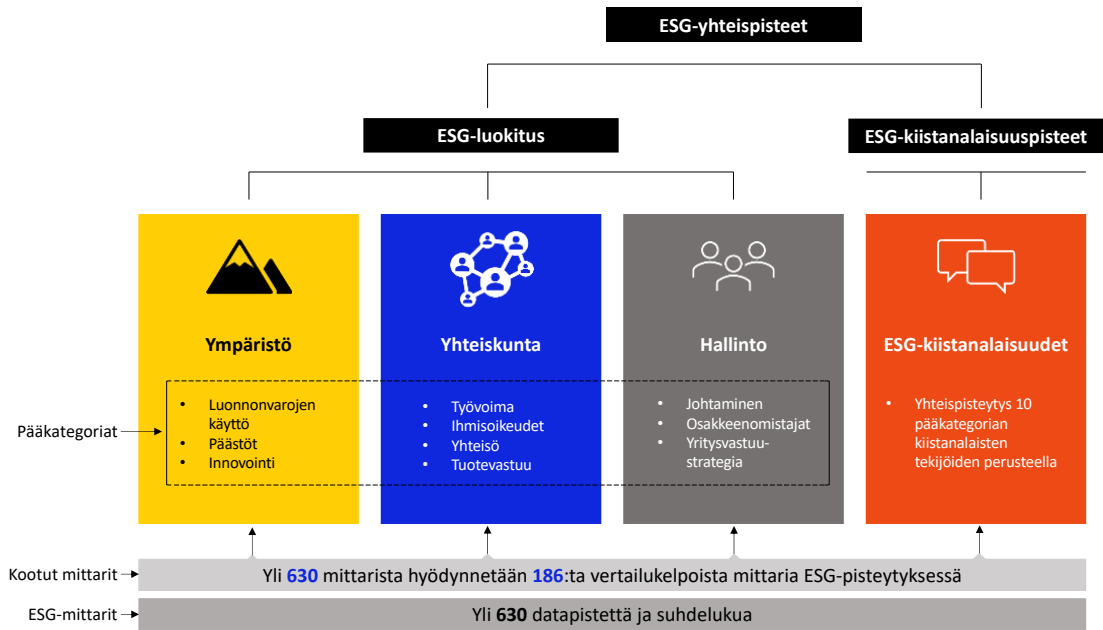 ESG-yhteispisteet
ESG-luokitus
ESG-kiistanalaisuuspisteet
Ympäristö
Yhteiskunta
Hallinto
ESG-kiistanalaisuudet
Pääkategoriat
• Luonnonvarojen
käyttö
• Päästöt
• Innovointi
• Työvoima
• Ihmisoikeudet
• Yhteisö
• Tuotevastuu
• Johtaminen
• Osakkeenomistajat
• Yritysvastuu-
strategia
• Yhteispisteytys 10
pääkategorian
kiistanalaisten
tekijöiden perusteella
Kootut mittarit
Yli 630 mittarista hyödynnetään 186:ta vertailukelpoista mittaria ESG-pisteytyksessä
ESG-mittarit
Yli 630 datapistettä ja suhdelukua